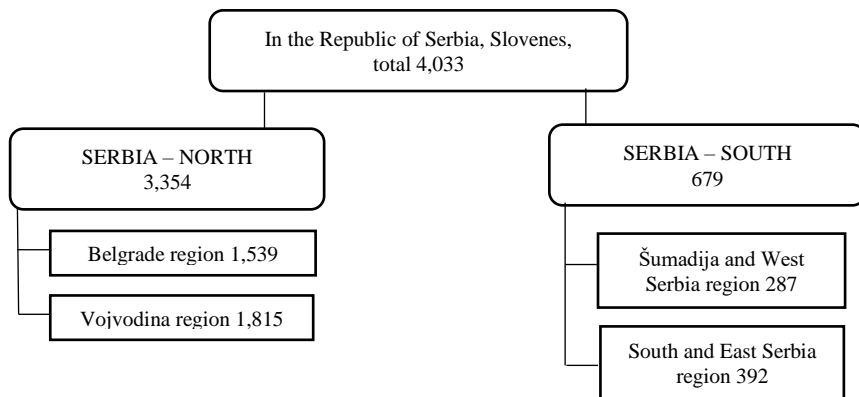 In the Republic of Serbia, Slovenes,
total 4,033
SERBIA – NORTH
3,354
Belgrade region 1,539
Vojvodina region 1,815
SERBIA – SOUTH
679
Šumadija and West
Serbia region 287
South and East Serbia
region 392